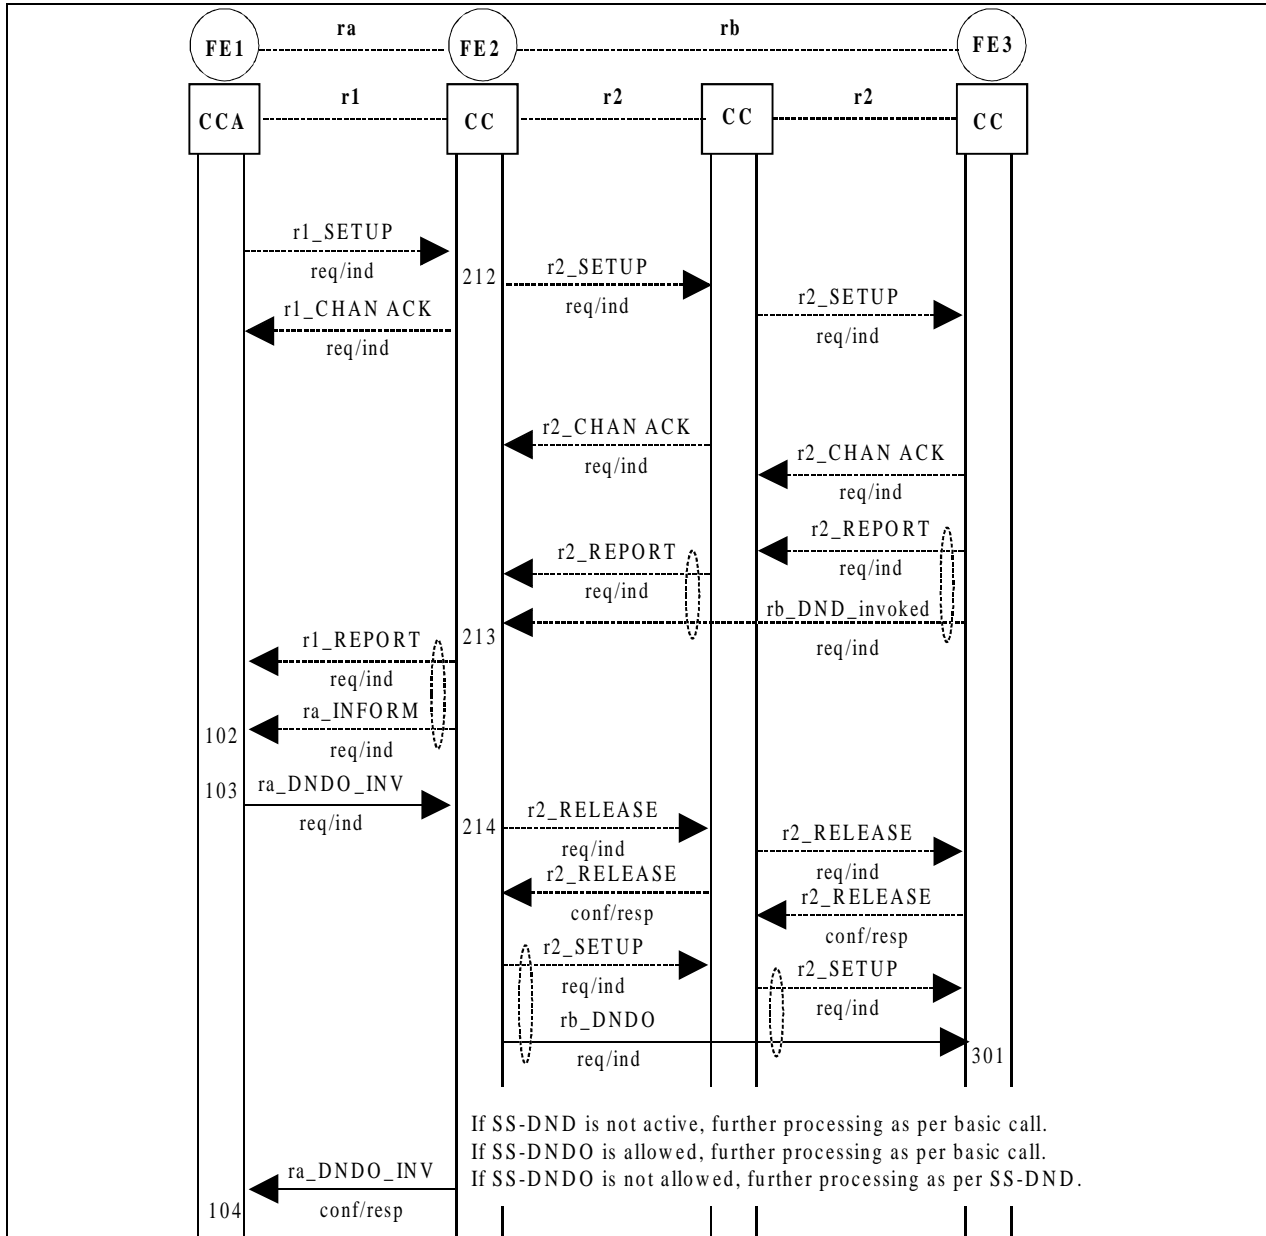 ra rb
FE1 FE2 FE3
r1 r2 r2
CCA CC CC CC
r1_SETUP
req/ind
212
r2_SETUP
req/ind
r2_SETUP
req/ind
r1_CHAN ACK
req/ind
r2_CHAN ACK
req/ind
r2_CHAN ACK
req/ind
r2_REPORT
req/ind
r2_REPORT
req/ind
rb_DND_invoked
req/ind
213
r1_REPORT
req/ind
ra_INFORM
req/ind
102
103
ra_DNDO_INV
req/ind
214
r2_RELEASE
req/ind
r2_RELEASE
req/ind
r2_RELEASE
conf/resp
r2_RELEASE
conf/resp
r2_SETUP
req/ind
r2_SETUP
req/ind
rb_DNDO
req/ind
301
If SS-DND is not active, further processing as per basic call.
If SS-DNDO is allowed, further processing as per basic call.
If SS-DNDO is not allowed, further processing as per SS-DND.
ra_DNDO_INV
conf/resp
104